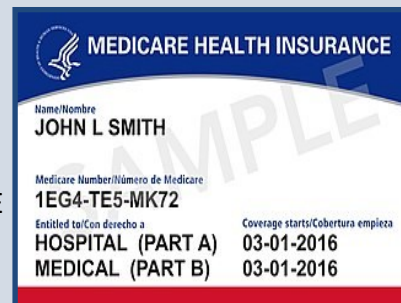 MEDICARE HEALTH INSURANCE
SAMPLE
Name/Nombre
JOHN L SMITH
Medicare Number/Número de Medicare
1EG4-TE5-MK72
Entitled to/Con derecho a Coverage starts/Cobertura empieza
HOSPITAL (PART A) 03-01-2016
MEDICAL (PART B) 03-01-2016
E